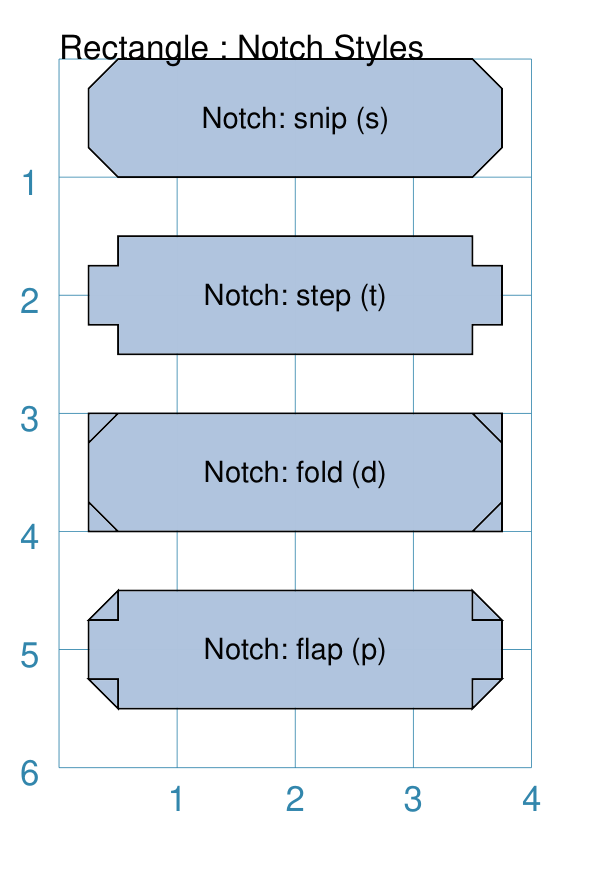 Rectangle : Notch Styles
Notch: snip (s)
1
Notch: step (t)
2
3
Notch: fold (d)
4
Notch: flap (p)
5
6
1 2 3 4